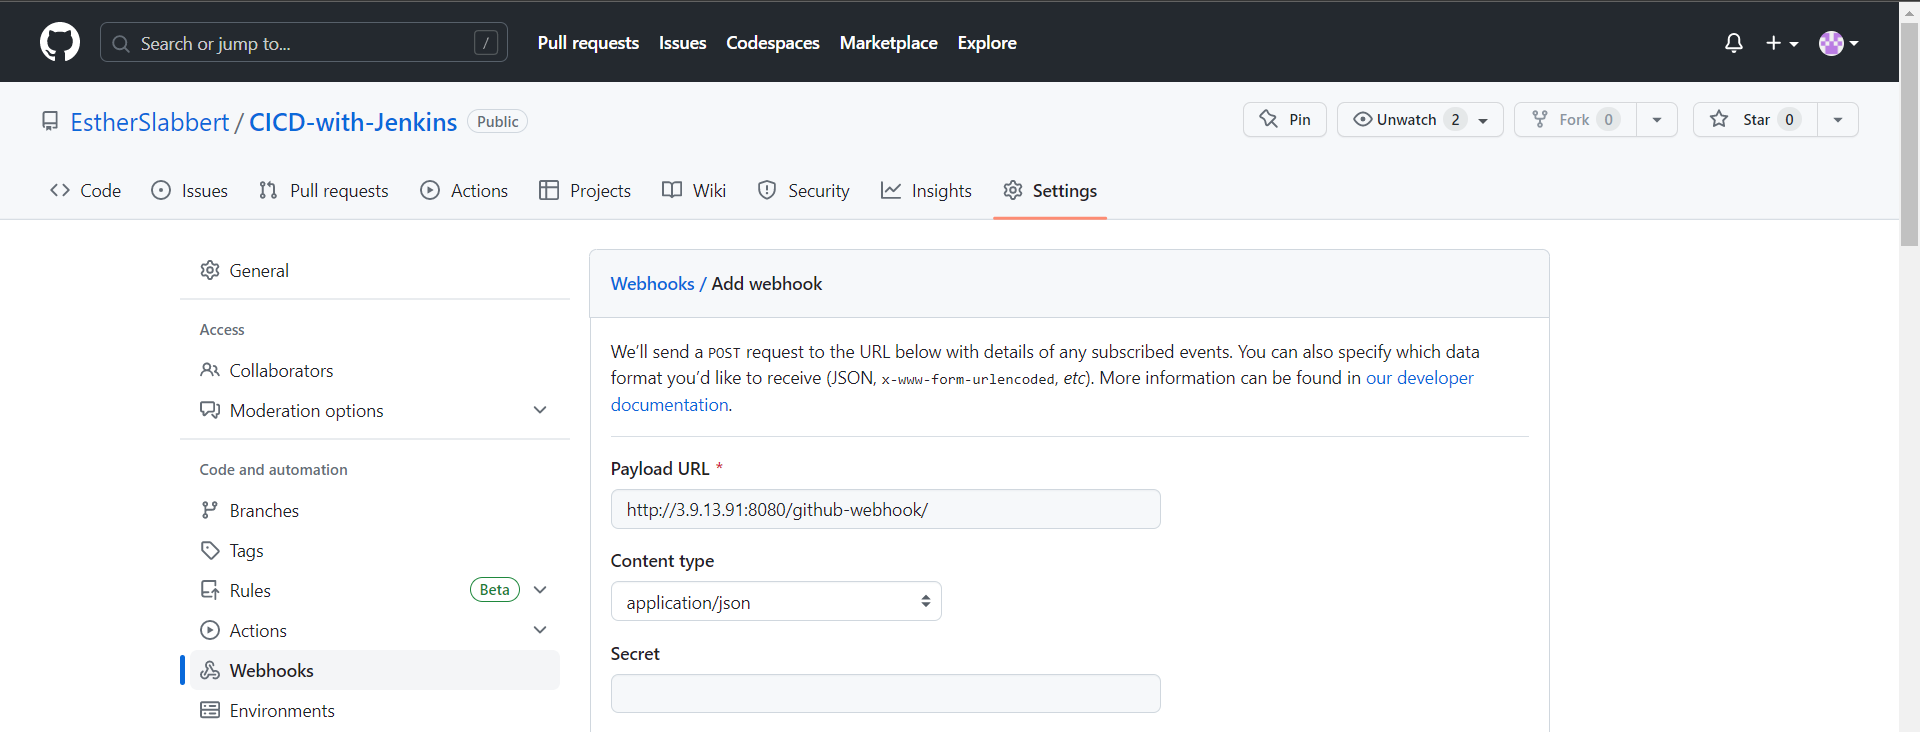 Search or jump to... /
Pull requests Issues Codespaces Marketplace Explore
EstherSlabbert / CICD-with-Jenkins Public
Pin Unwatch 2 Fork 0 Star 0
Code Issues Pull requests Actions Projects Wiki Security Insights Settings
General
Access
Collaborators
Moderation options
Code and automation
Branches
Tags
Rules Beta
Actions
Webhooks
Environments
Webhooks / Add webhook
We'll send a POST request to the URL below with details of any subscribed events. You can also specify which data
format you'd like to receive (JSON, x-www-form-urlencoded, etc). More information can be found in our developer
documentation.
Payload URL *
http://3.9.13.91:8080/github-webhook/
Content type
application/json
Secret